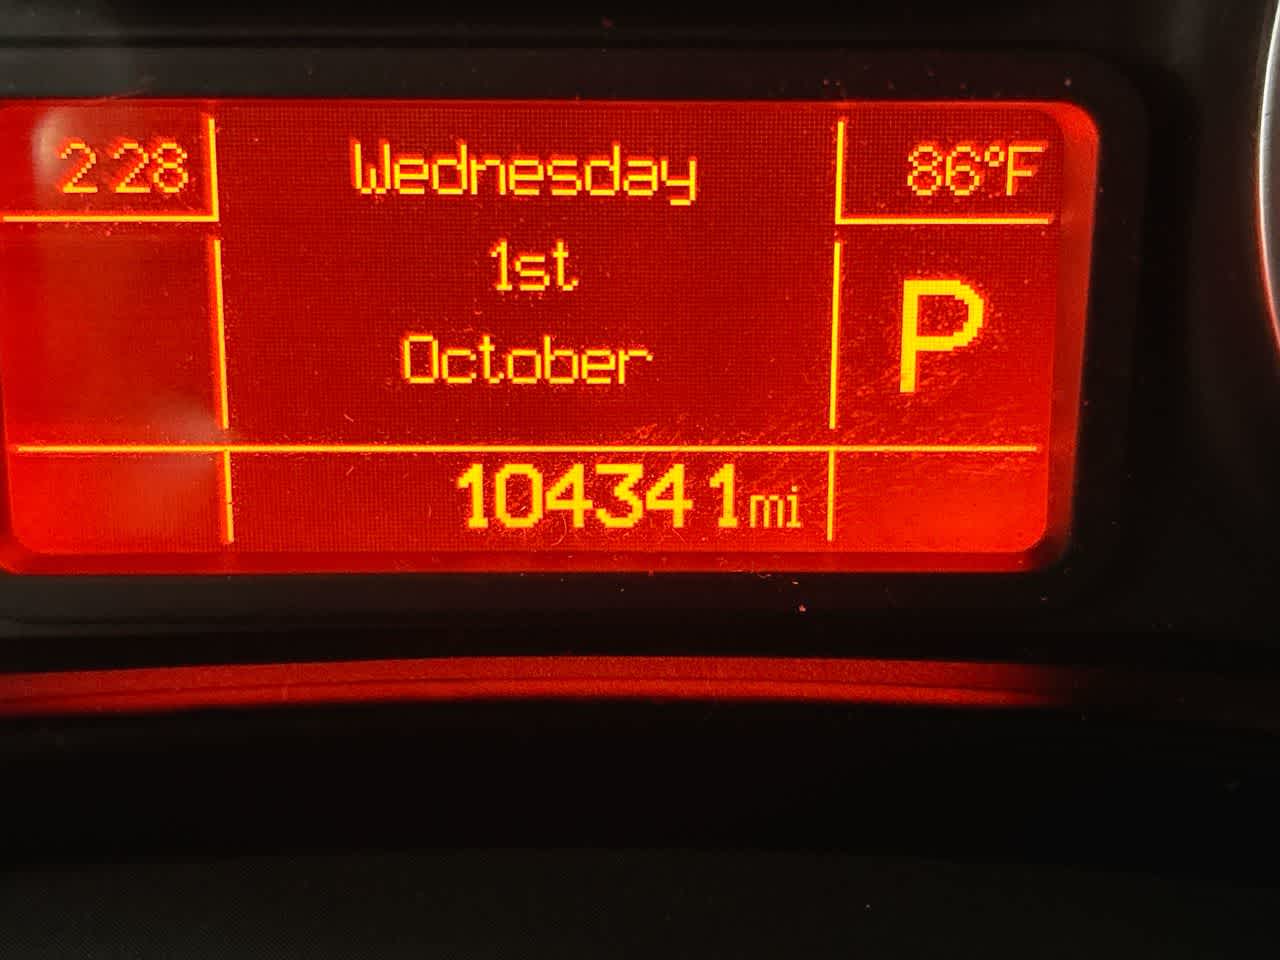 2 28
Wednesday
86°F
1st
October
P
104341mi